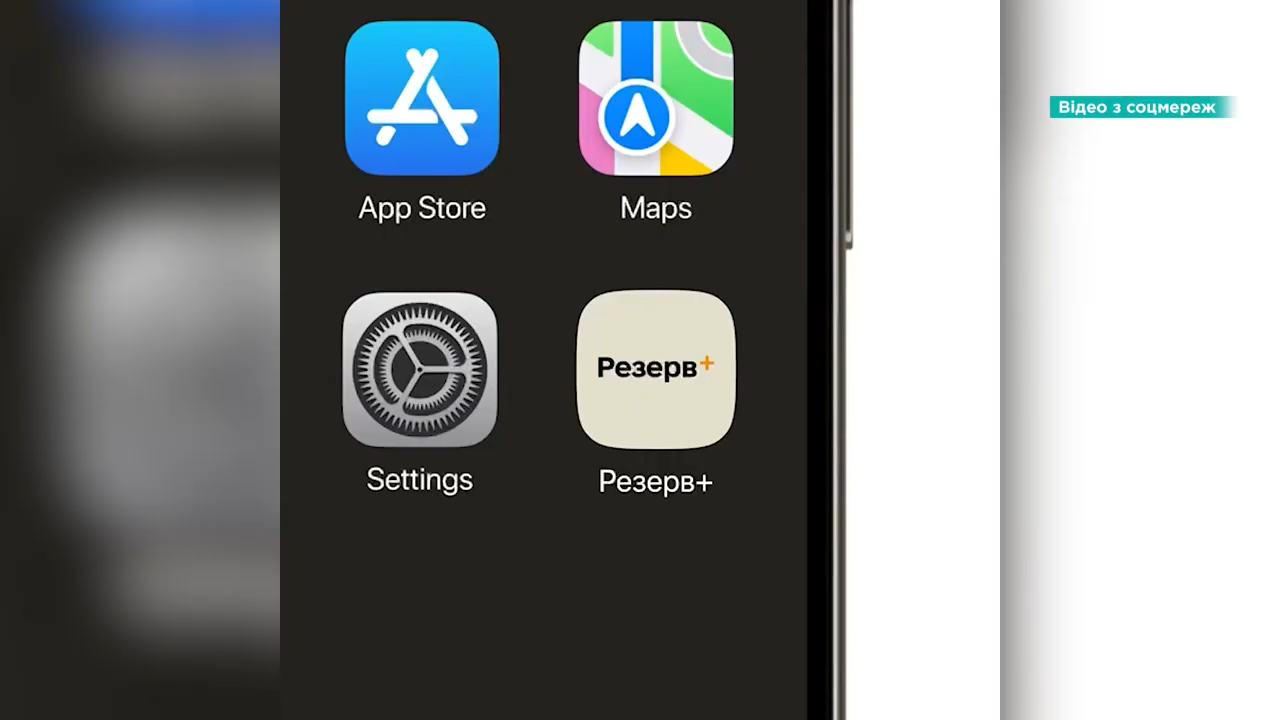 Відео з соцмереж
App Store
Maps
Резерв+
Settings
Резерв+